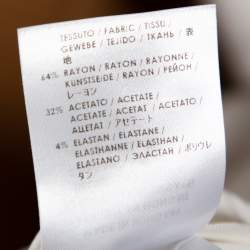 TESSUTO / FABRIC / TISSU /
GEWEBE / TEJIDO / ТКАНЬ / 表
地
64% RAYON / RAYON / RAYONNE /
KUNSTSEIDE / RAYON / РЕЙОН /
レーヨン
32% ACETATO / ACETATE /
ACÉTATE / ACETAT / ACETATO /
АЦЕТАТ / アセテート
4% ELASTAN / ELASTANE /
ELASTHANNE / ELASTHAN /
ELASTANO / ЭЛАСТАН / ポリウレ
タン